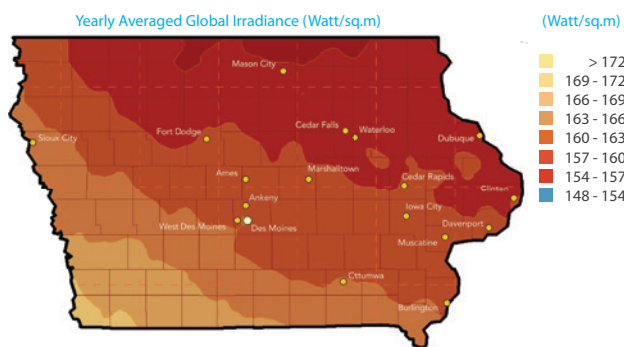 Yearly Averaged Global Irradiance (Watt/sq.m)
(Watt/sq.m)
> 172
169 - 172
166 - 169
163 - 166
160 - 163
157 - 160
154 - 157
148 - 154
Mason City
Sioux City
Fort Dodge
Cedar Falls
Waterloo
Dubuque
Ames
Marshalltown
Cedar Rapids
Clinton
Ankeny
Iowa City
West Des Moines
Des Moines
Davenport
Muscatine
Ottumwa
Burlington